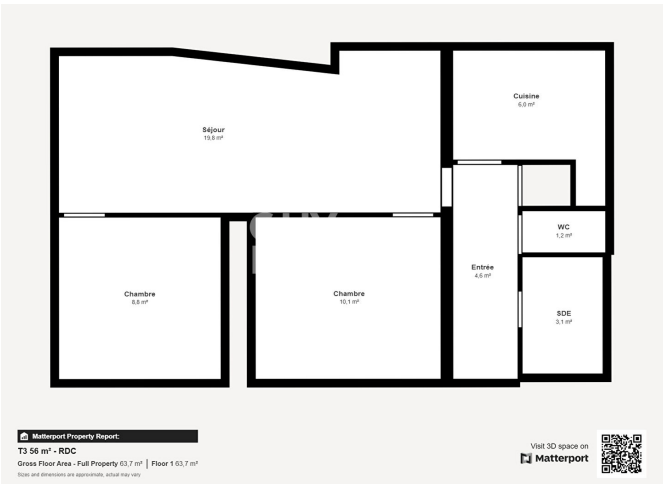 Cuisine
6,0 m²
Séjour
19,6 m²
WC
1,2 m²
Entrée
4,6 m²
Chambre
8,8 m²
Chambre
10,1 m²
SDE
3,1 m²
Matterport Property Report:
T3 56 m² - RDC
Gross Floor Area - Full Property 63,7 m² | Floor 1 63,7 m²
Sizes and dimensions are approximate, actual may vary
Visit 3D space on
Matterport